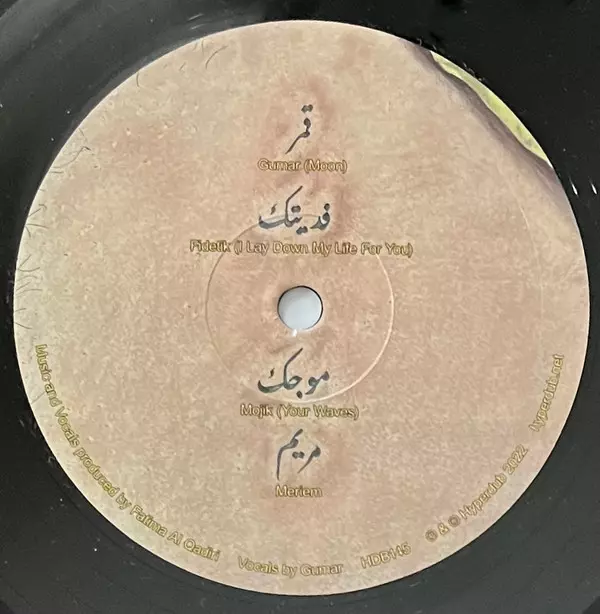 قمر
Gumar (Moon)
فديتك
Fidetik (I Lay Down My Life For You)
موجك
Mojik (Your Waves)
مريم
Meriem
Music and Vocals produced by Fatima Al Qadiri
Vocals by Gumar
HDB145
℗ & © Hyperdub 2022
hyperdub.net